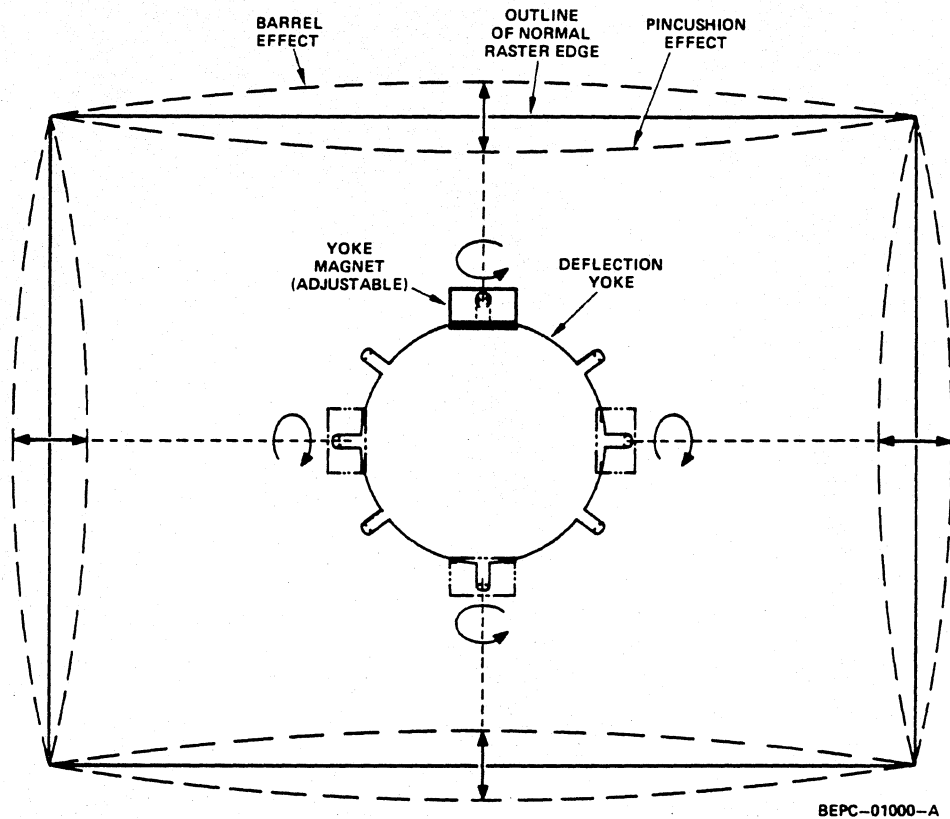 BARREL
EFFECT
OUTLINE
OF NORMAL
RASTER EDGE
PINCUSHION
EFFECT
YOKE
MAGNET
(ADJUSTABLE)
DEFLECTION
YOKE
BEPC-01000-A